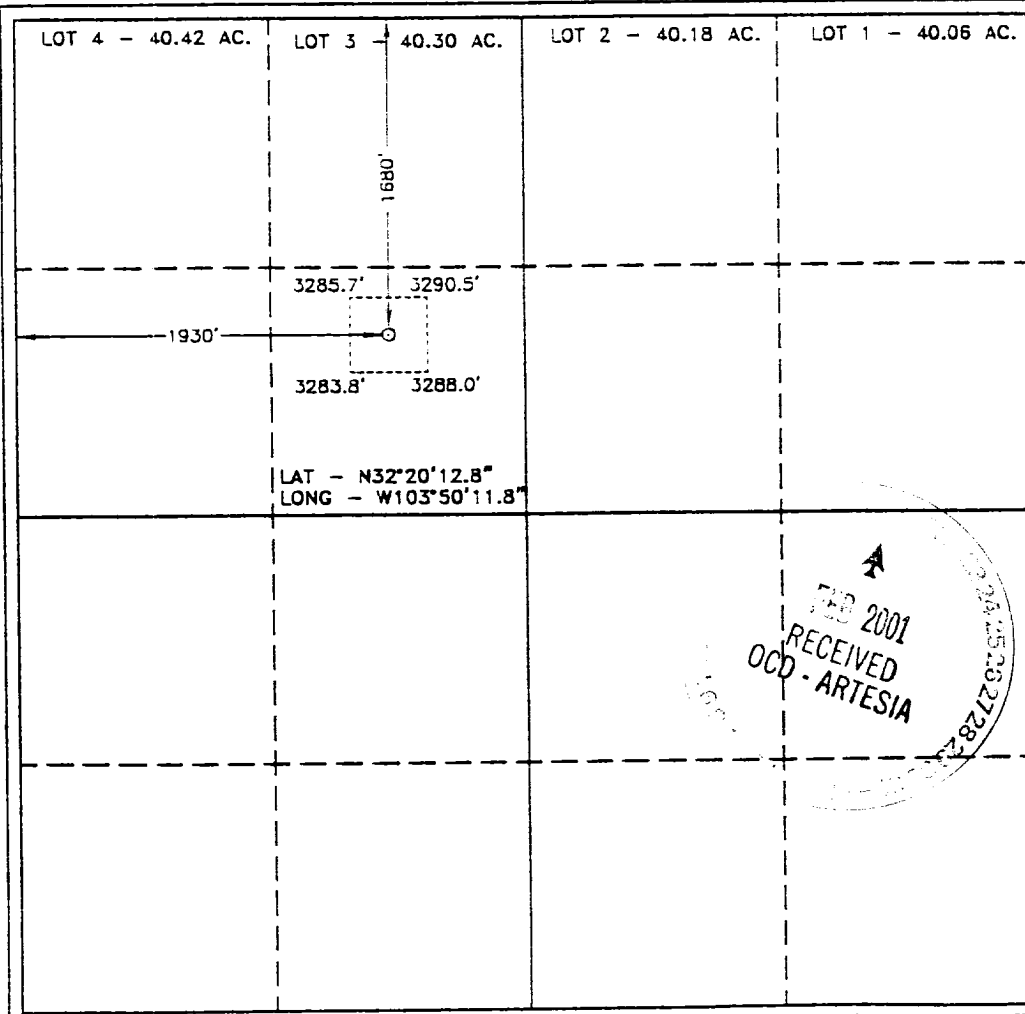 LOT 4 - 40.42 AC.
LOT 3 - 40.30 AC.
LOT 2 - 40.18 AC.
LOT 1 - 40.06 AC.
1680'
3285.7'
3290.5'
1930'
3283.8'
3288.0'
LAT - N32°20'12.8"
LONG - W103°50'11.8"
2001
RECEIVED
OCD - ARTESIA